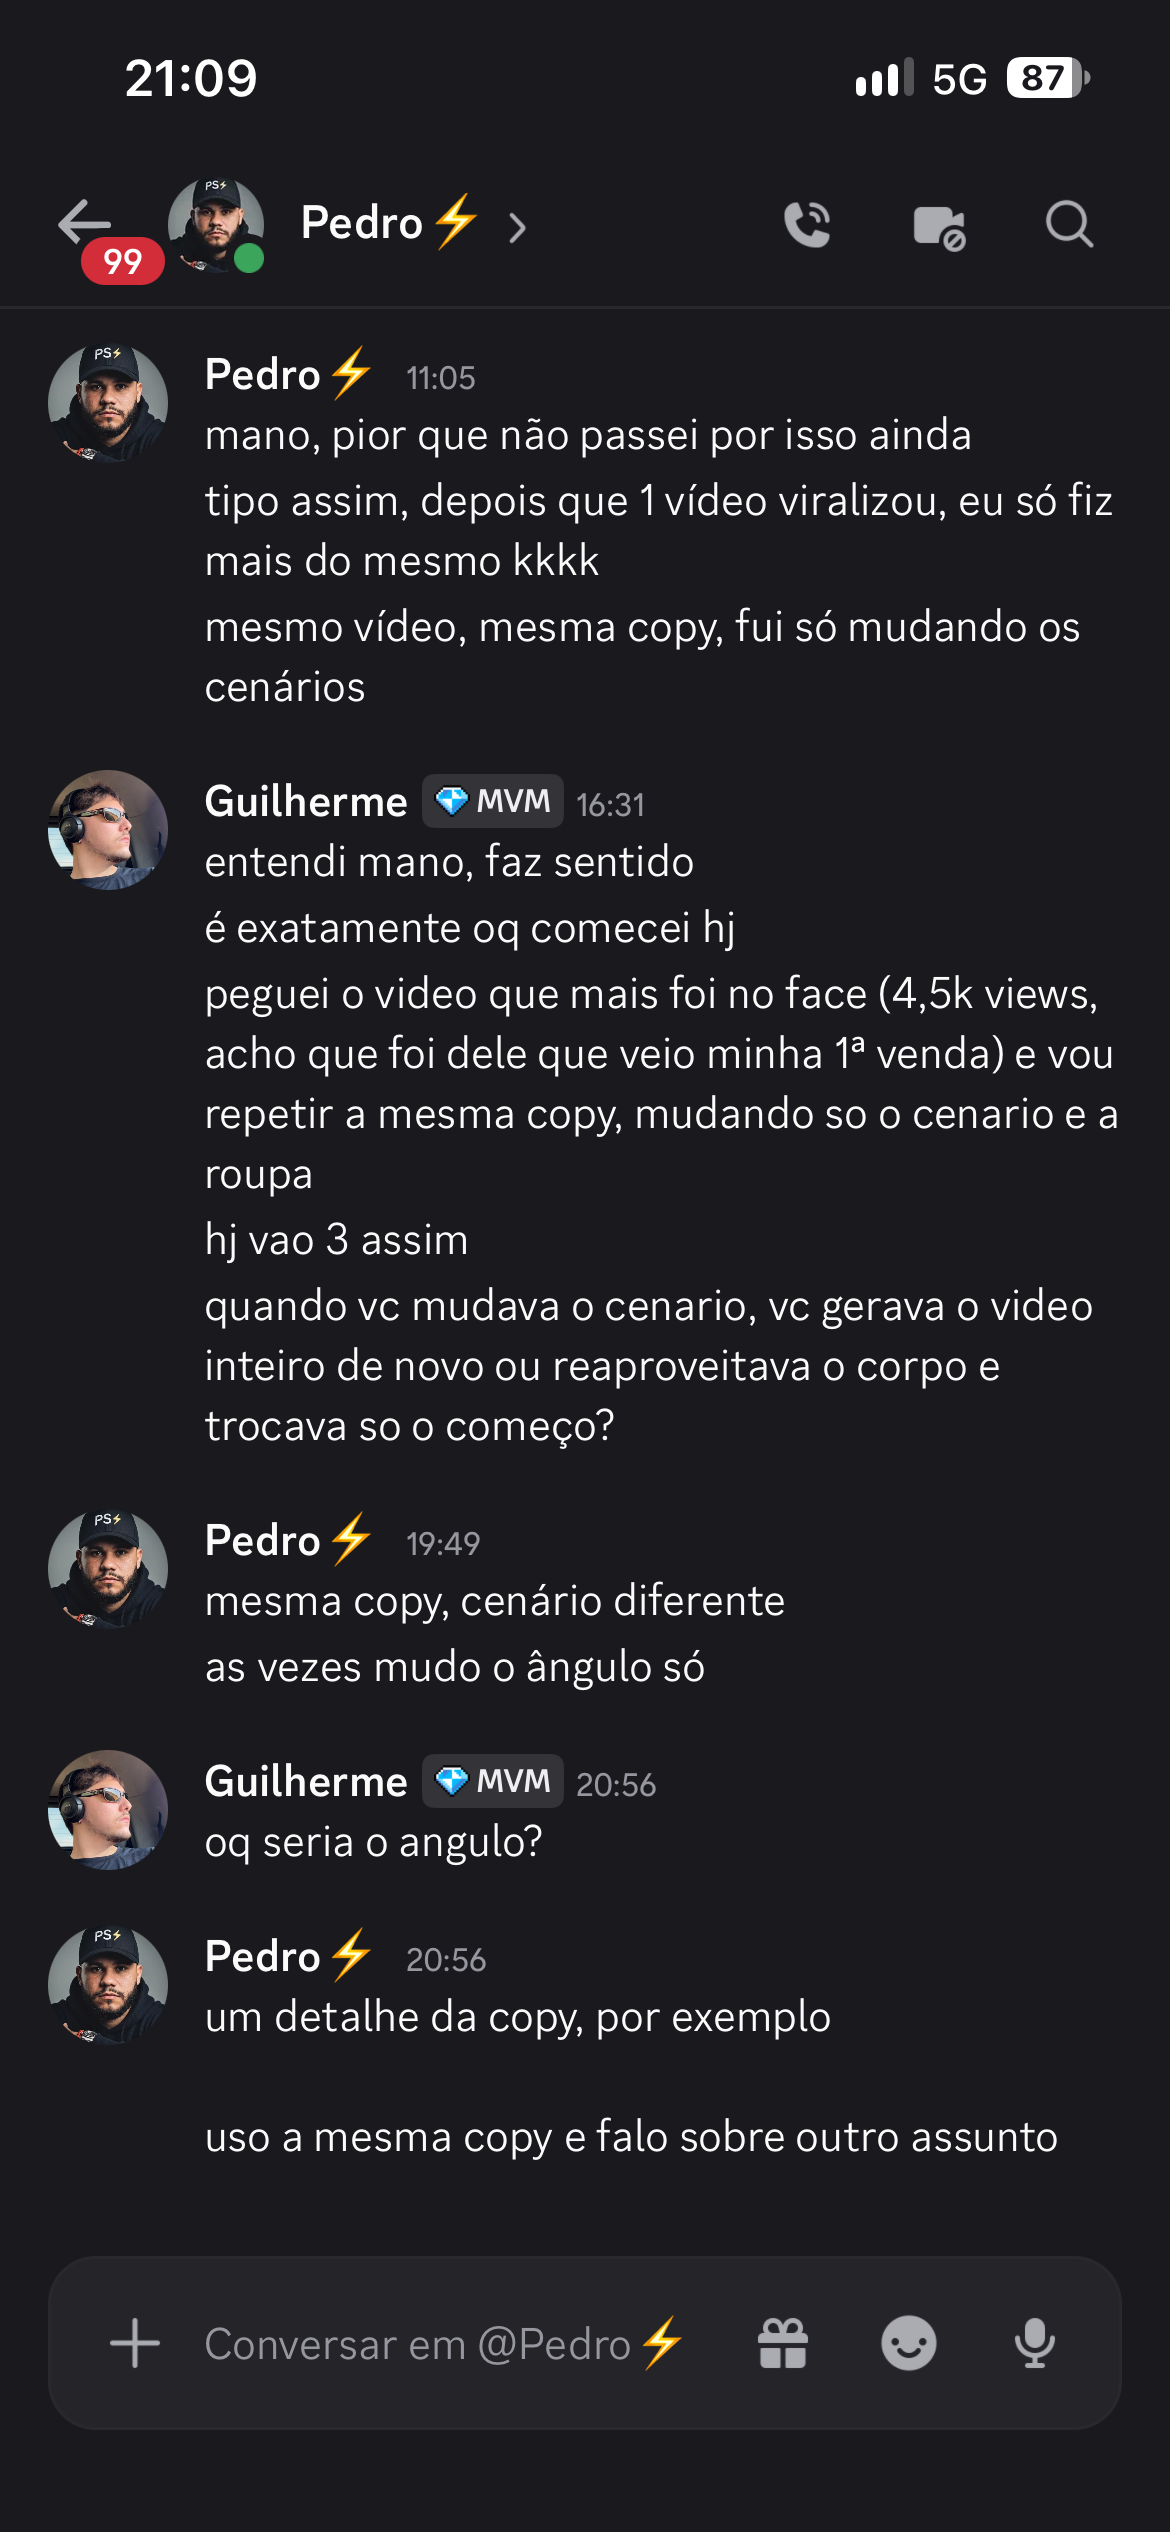 21:09
5G
87
99
PS⚡
Pedro⚡
PS⚡
Pedro⚡ 11:05
mano, pior que não passei por isso ainda
tipo assim, depois que 1 vídeo viralizou, eu só fiz
mais do mesmo kkkk
mesmo vídeo, mesma copy, fui só mudando os
cenários
Guilherme 💎 MVM 16:31
entendi mano, faz sentido
é exatamente oq comecei hj
peguei o video que mais foi no face (4,5k views,
acho que foi dele que veio minha 1ª venda) e vou
repetir a mesma copy, mudando so o cenario e a
roupa
hj vao 3 assim
quando vc mudava o cenario, vc gerava o video
inteiro de novo ou reaproveitava o corpo e
trocava so o começo?
PS⚡
Pedro⚡ 19:49
mesma copy, cenário diferente
as vezes mudo o ângulo só
Guilherme 💎 MVM 20:56
oq seria o angulo?
PS⚡
Pedro⚡ 20:56
um detalhe da copy, por exemplo
uso a mesma copy e falo sobre outro assunto
Conversar em @Pedro⚡